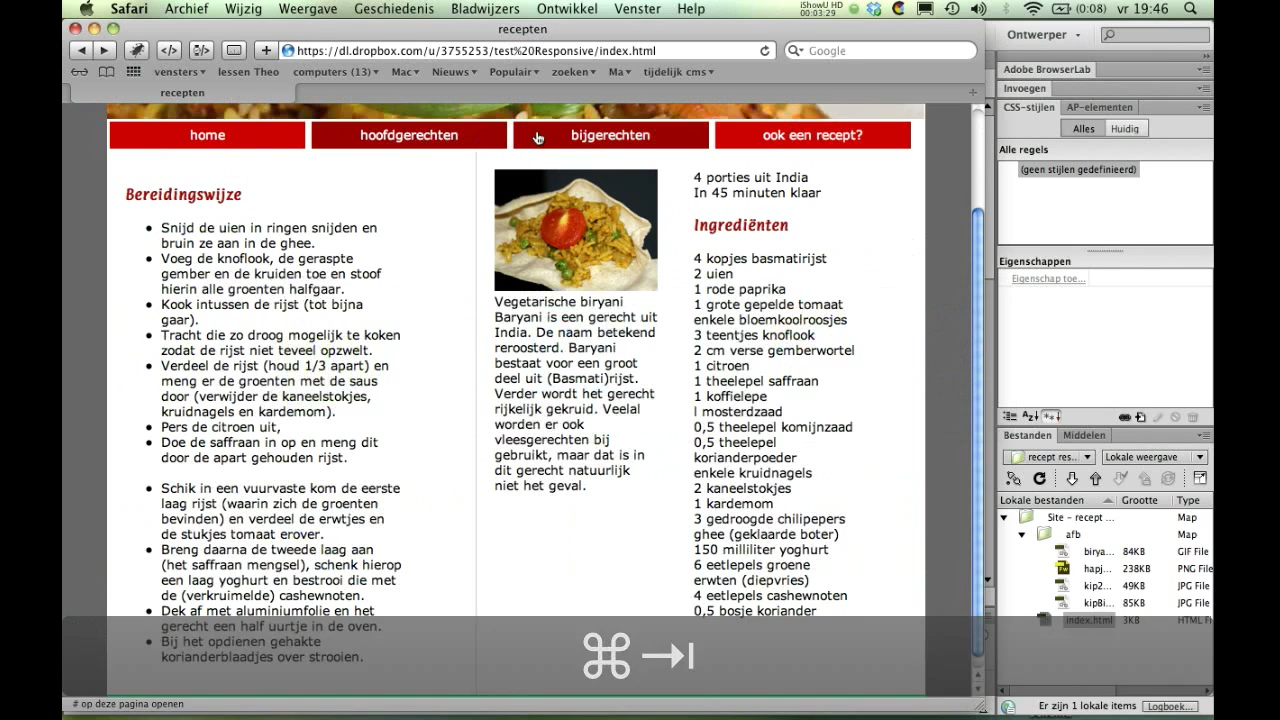 Safari Archief Wijzig Weergave Geschiedenis Bladwijzers Ontwikkel Venster Help
iShowU HD
00:03:29
(0:08) vr 19:46
recepten
https://dl.dropbox.com/u/3755253/test%20Responsive/index.html
Google
vensters lessen Theo computers (13) Mac Nieuws Populair zoeken Ma tijdelijk cms
recepten
home hoofdgerechten bijgerechten ook een recept?
Bereidingswijze
Snijd de uien in ringen snijden en
bruin ze aan in de ghee.
Voeg de knoflook, de geraspte
gember en de kruiden toe en stoof
hierin alle groenten halfgaar.
Kook intussen de rijst (tot bijna
gaar).
Tracht die zo droog mogelijk te koken
zodat de rijst niet teveel opzwelt.
Verdeel de rijst (houd 1/3 apart) en
meng er de groenten met de saus
door (verwijder de kaneelstokjes,
kruidnagels en kardemom).
Pers de citroen uit,
Doe de saffraan in op en meng dit
door de apart gehouden rijst.
Schik in een vuurvaste kom de eerste
laag rijst (waarin zich de groenten
bevinden) en verdeel de erwtjes en
de stukjes tomaat erover.
Breng daarna de tweede laag aan
(het saffraan mengsel), schenk hierop
een laag yoghurt en bestrooi die met
de (verkruimelde) cashewnoten.
Dek af met aluminiumfolie en het
gerecht een half uurtje in de oven.
Bij het opdienen gehakte
korianderblaadjes over strooien.
Vegetarische biryani
Baryani is een gerecht uit
India. De naam betekend
reroosterd. Baryani
bestaat voor een groot
deel uit (Basmati)rijst.
Verder wordt het gerecht
rijkelijk gekruid. Veelal
worden er ook
vleesgerechten bij
gebruikt, maar dat is in
dit gerecht natuurlijk
niet het geval.
4 porties uit India
In 45 minuten klaar
Ingrediënten
4 kopjes basmatirijst
2 uien
1 rode paprika
1 grote gepelde tomaat
enkele bloemkoolroosjes
3 teentjes knoflook
2 cm verse gemberwortel
1 citroen
1 theelepel saffraan
1 koffielepe
l mosterdzaad
0,5 theelepel komijnzaad
0,5 theelepel
korianderpoeder
enkele kruidnagels
2 kaneelstokjes
1 kardemom
3 gedroogde chilipepers
ghee (geklaarde boter)
150 milliliter yoghurt
6 eetlepels groene
erwten (diepvries)
4 eetlepels cashewnoten
0,5 bosje koriander
# op deze pagina openen
Ontwerper
Adobe BrowserLab
Invoegen
CSS-stijlen AP-elementen
Alles Huidig
Alle regels
(geen stijlen gedefinieerd)
Eigenschappen
Eigenschap toe...
Bestanden Middelen
recept res... Lokale weergave
Lokale bestanden Grootte Type
Site - recept ... Map
afb Map
birya... 84KB GIF File
hapj... 238KB PNG File
kip2... 49KB JPG File
kip8i... 85KB JPG File
index.html 3KB HTML F
Er zijn 1 lokale items Logboek...